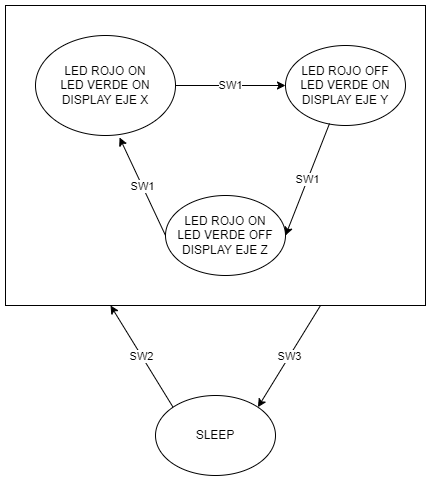 LED ROJO ON
LED VERDE ON
DISPLAY EJE X
SW1
LED ROJO OFF
LED VERDE ON
DISPLAY EJE Y
SW1
SW1
LED ROJO ON
LED VERDE OFF
DISPLAY EJE Z
SW2
SW3
SLEEP